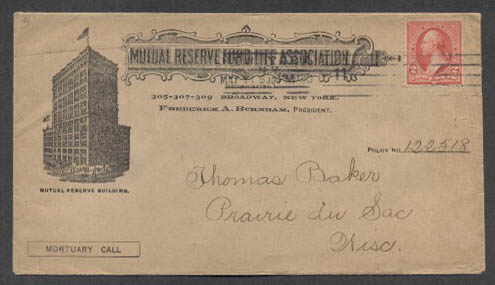 MUTUAL RESERVE FUND LIFE ASSOCIATION
INCORPORATED
305-307-309 BROADWAY, NEW YORK.
FREDERICK A. BURNHAM, PRESIDENT.
POLICY NO. 122518
MUTUAL RESERVE BUILDING.
Thomas Baker
Prairie du Sac
Wisc.
MORTUARY CALL